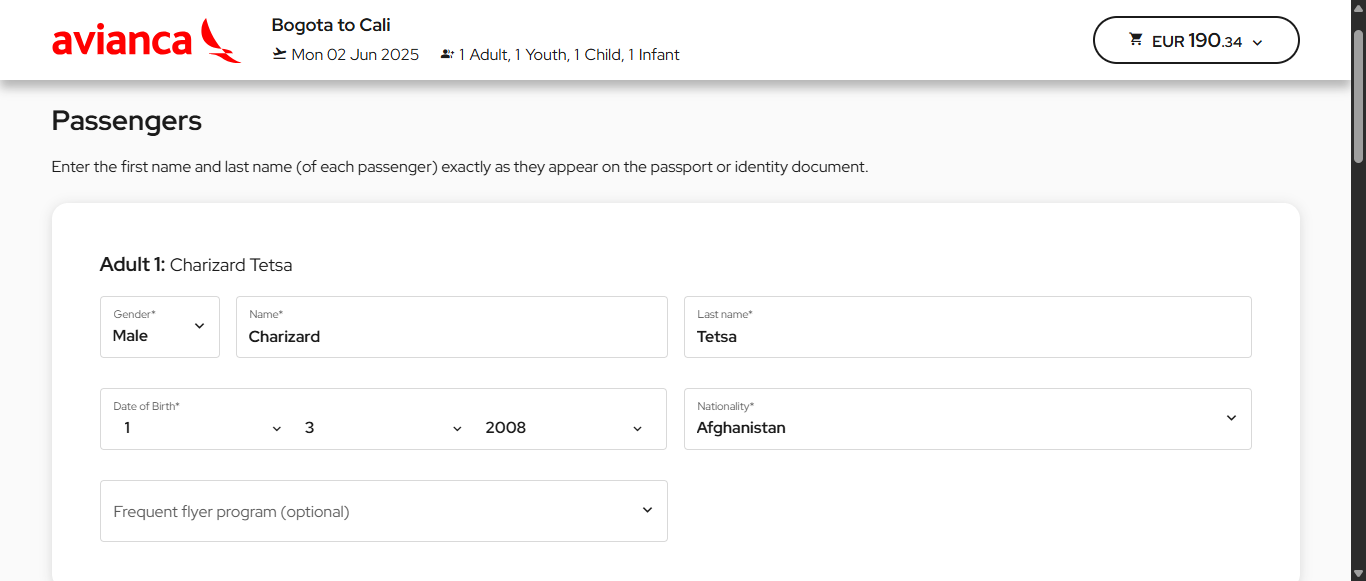 avianca
Bogota to Cali
Mon 02 Jun 2025 1 Adult, 1 Youth, 1 Child, 1 Infant
EUR 190.34
Passengers
Enter the first name and last name (of each passenger) exactly as they appear on the passport or identity document.
Adult 1: Charizard Tetsa
Gender*
Male
Name*
Charizard
Last name*
Tetsa
Date of Birth*
1 3 2008
Nationality*
Afghanistan
Frequent flyer program (optional)